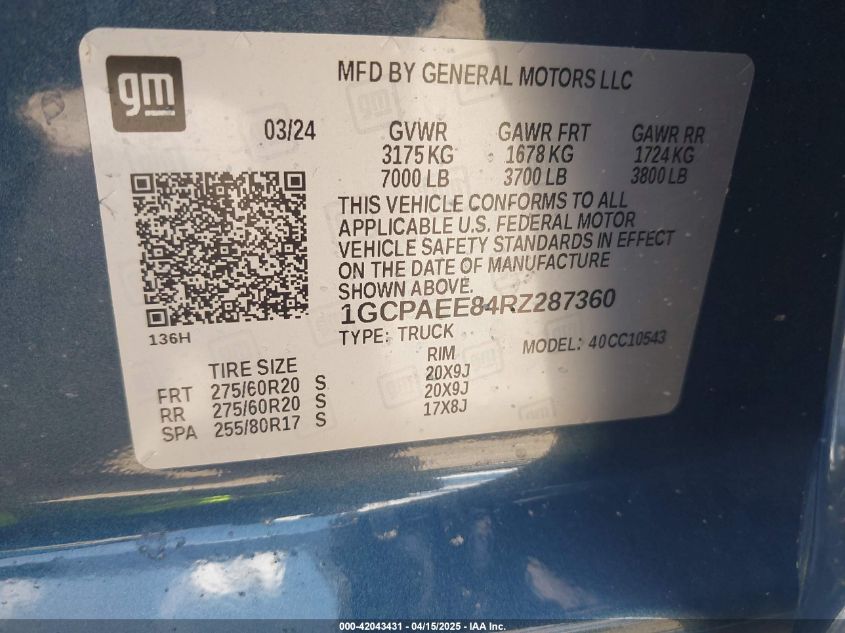 gm
MFD BY GENERAL MOTORS LLC
03/24
GVWR GAWR FRT GAWR RR
3175 KG 1678 KG 1724 KG
7000 LB 3700 LB 3800 LB
THIS VEHICLE CONFORMS TO ALL
APPLICABLE U.S. FEDERAL MOTOR
VEHICLE SAFETY STANDARDS IN EFFECT
ON THE DATE OF MANUFACTURE
SHOWN ABOVE.
1GCPAEE84RZ287360
136H
TYPE: TRUCK MODEL: 40CC10543
TIRE SIZE RIM
FRT 275/60R20 S 20X9J
RR 275/60R20 S 20X9J
SPA 255/80R17 S 17X8J
000-42043431 - 04/15/2025 - IAA Inc.